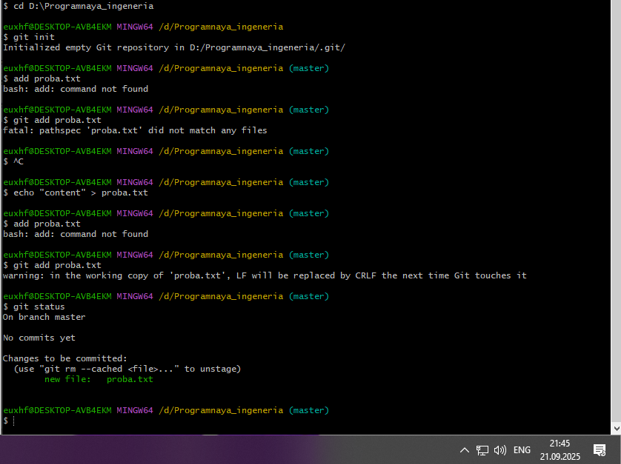 $ cd D:\Programnaya_ingeneria
euxhf@DESKTOP-AVB4EKM MINGW64 /d/Programnaya_ingeneria
$ git init
Initialized empty Git repository in D:/Programnaya_ingeneria/.git/
euxhf@DESKTOP-AVB4EKM MINGW64 /d/Programnaya_ingeneria (master)
$ add proba.txt
bash: add: command not found
euxhf@DESKTOP-AVB4EKM MINGW64 /d/Programnaya_ingeneria (master)
$ git add proba.txt
fatal: pathspec 'proba.txt' did not match any files
euxhf@DESKTOP-AVB4EKM MINGW64 /d/Programnaya_ingeneria (master)
$ ^C
euxhf@DESKTOP-AVB4EKM MINGW64 /d/Programnaya_ingeneria (master)
$ echo "content" > proba.txt
euxhf@DESKTOP-AVB4EKM MINGW64 /d/Programnaya_ingeneria (master)
$ add proba.txt
bash: add: command not found
euxhf@DESKTOP-AVB4EKM MINGW64 /d/Programnaya_ingeneria (master)
$ git add proba.txt
warning: in the working copy of 'proba.txt', LF will be replaced by CRLF the next time Git touches it
euxhf@DESKTOP-AVB4EKM MINGW64 /d/Programnaya_ingeneria (master)
$ git status
On branch master
No commits yet
Changes to be committed:
  (use "git rm --cached <file>..." to unstage)
        new file:   proba.txt
euxhf@DESKTOP-AVB4EKM MINGW64 /d/Programnaya_ingeneria (master)
$
ENG
21:45
21.09.2025